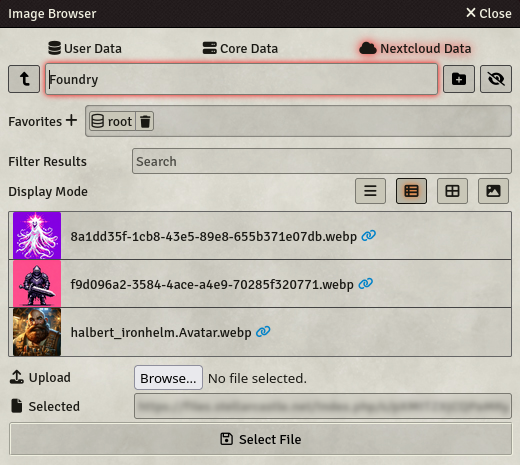 Image Browser
Close
User Data
Core Data
Nextcloud Data
Foundry
Favorites
root
Filter Results
Search
Display Mode
8a1dd35f-1cb8-43e5-89e8-655b371e07db.webp
f9d096a2-3584-4ace-a4e9-70285f320771.webp
halbert_ironhelm.Avatar.webp
Upload
Browse... No file selected.
Selected
Select File